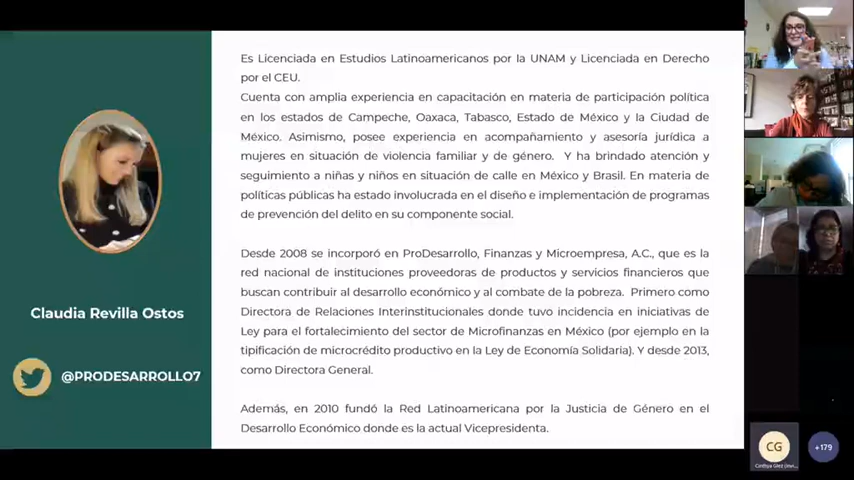 Es Licenciada en Estudios Latinoamericanos por la UNAM y Licenciada en Derecho
por el CEU.
Cuenta con amplia experiencia en capacitación en materia de participación política
en los estados de Campeche, Oaxaca, Tabasco, Estado de México y la Ciudad de
México. Asimismo, posee experiencia en acompañamiento y asesoría jurídica a
mujeres en situación de violencia familiar y de género. Y ha brindado atención y
seguimiento a niñas y niños en situación de calle en México y Brasil. En materia de
políticas públicas ha estado involucrada en el diseño e implementación de programas
de prevención del delito en su componente social.
Desde 2008 se incorporó en ProDesarrollo, Finanzas y Microempresa, A.C., que es la
red nacional de instituciones proveedoras de productos y servicios financieros que
buscan contribuir al desarrollo económico y al combate de la pobreza. Primero como
Directora de Relaciones Interinstitucionales donde tuvo incidencia en iniciativas de
Ley para el fortalecimiento del sector de Microfinanzas en México (por ejemplo en la
tipificación de microcrédito productivo en la Ley de Economía Solidaria). Y desde 2013,
como Directora General.
Además, en 2010 fundó la Red Latinoamericana por la Justicia de Género en el
Desarrollo Económico donde es la actual Vicepresidenta.
Claudia Revilla Ostos
@PRODESARROLLO7
CG
+179